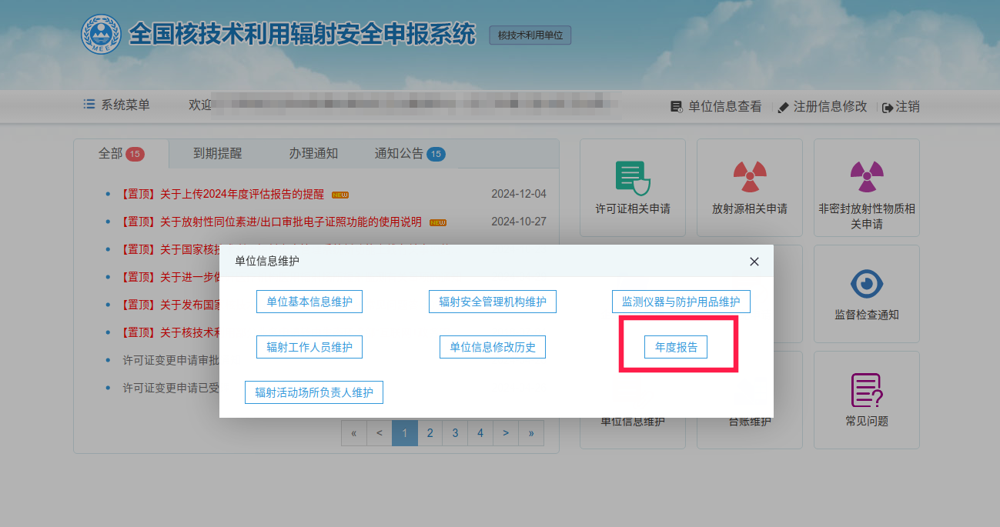 MEE
全国核技术利用辐射安全申报系统
核技术利用单位
系统菜单
欢迎
单位信息查看
注册信息修改
注销
全部 15
到期提醒
办理通知
通知公告 15
【置顶】关于上传2024年度评估报告的提醒 NEW 2024-12-04
【置顶】关于放射性同位素进/出口审批电子证照功能的使用说明 NEW 2024-10-27
【置顶】关于国家核技
【置顶】关于进一步做
【置顶】关于发布国家
【置顶】关于核技术利
许可证变更申请审批
许可证变更申请已受
« < 1 2 3 4 > »
许可证相关申请
放射源相关申请
非密封放射性物质相
关申请
监督检查通知
单位信息维护
台账维护
常见问题
单位信息维护
单位基本信息维护
辐射安全管理机构维护
监测仪器与防护用品维护
辐射工作人员维护
单位信息修改历史
年度报告
辐射活动场所负责人维护